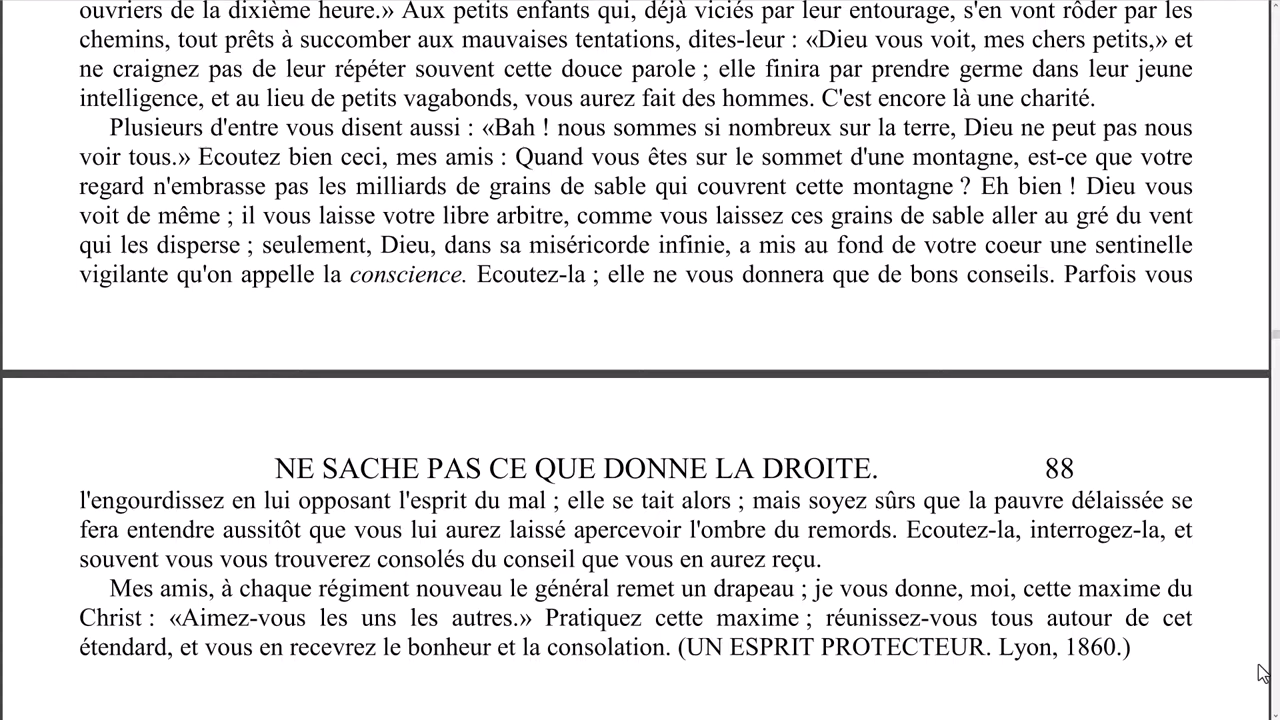 ouvriers de la dixième heure.» Aux petits enfants qui, déjà viciés par leur entourage, s'en vont rôder par les
chemins, tout prêts à succomber aux mauvaises tentations, dites-leur : «Dieu vous voit, mes chers petits,» et
ne craignez pas de leur répéter souvent cette douce parole ; elle finira par prendre germe dans leur jeune
intelligence, et au lieu de petits vagabonds, vous aurez fait des hommes. C'est encore là une charité.
Plusieurs d'entre vous disent aussi : «Bah ! nous sommes si nombreux sur la terre, Dieu ne peut pas nous
voir tous.» Ecoutez bien ceci, mes amis : Quand vous êtes sur le sommet d'une montagne, est-ce que votre
regard n'embrasse pas les milliards de grains de sable qui couvrent cette montagne ? Eh bien ! Dieu vous
voit de même ; il vous laisse votre libre arbitre, comme vous laissez ces grains de sable aller au gré du vent
qui les disperse ; seulement, Dieu, dans sa miséricorde infinie, a mis au fond de votre coeur une sentinelle
vigilante qu'on appelle la conscience. Ecoutez-la ; elle ne vous donnera que de bons conseils. Parfois vous
NE SACHE PAS CE QUE DONNE LA DROITE. 88
l'engourdissez en lui opposant l'esprit du mal ; elle se tait alors ; mais soyez sûrs que la pauvre délaissée se
fera entendre aussitôt que vous lui aurez laissé apercevoir l'ombre du remords. Ecoutez-la, interrogez-la, et
souvent vous vous trouverez consolés du conseil que vous en aurez reçu.
Mes amis, à chaque régiment nouveau le général remet un drapeau ; je vous donne, moi, cette maxime du
Christ : «Aimez-vous les uns les autres.» Pratiquez cette maxime ; réunissez-vous tous autour de cet
étendard, et vous en recevrez le bonheur et la consolation. (UN ESPRIT PROTECTEUR. Lyon, 1860.)